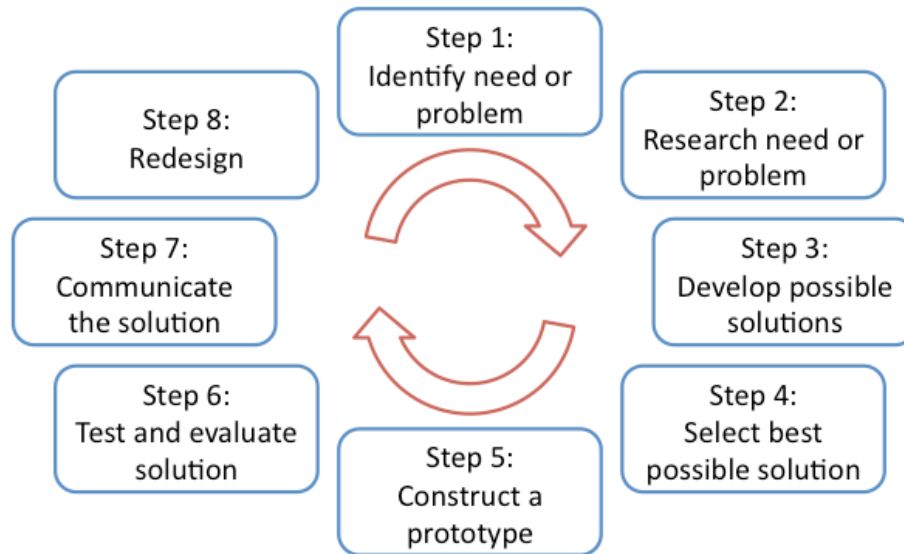 Step 1:
Identify need or
problem
Step 2:
Research need or
problem
Step 3:
Develop possible
solutions
Step 4:
Select best
possible solution
Step 5:
Construct a
prototype
Step 6:
Test and evaluate
solution
Step 7:
Communicate
the solution
Step 8:
Redesign